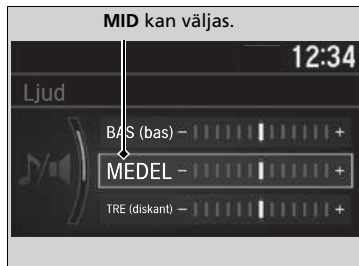 MID kan väljas.
12:34
Ljud
BAS (bas) – +
MEDEL – +
TRE (diskant) – +